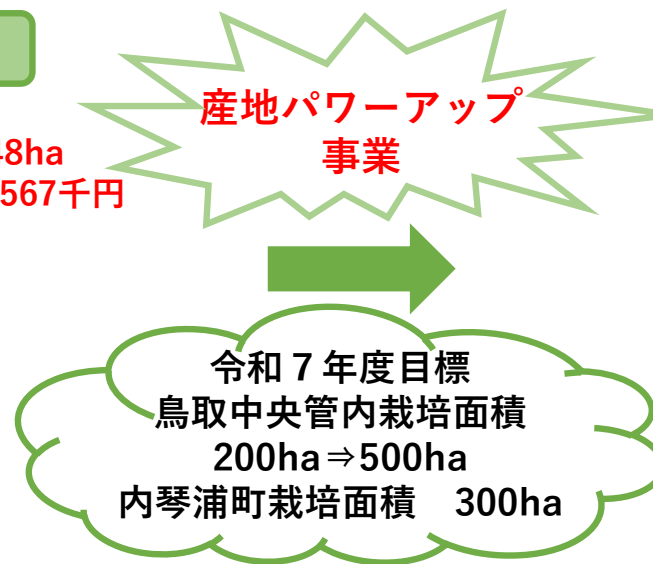 産地パワーアップ
事業
8ha
567千円
令和７年度目標
鳥取中央管内栽培面積
200ha⇒500ha
内琴浦町栽培面積　300ha